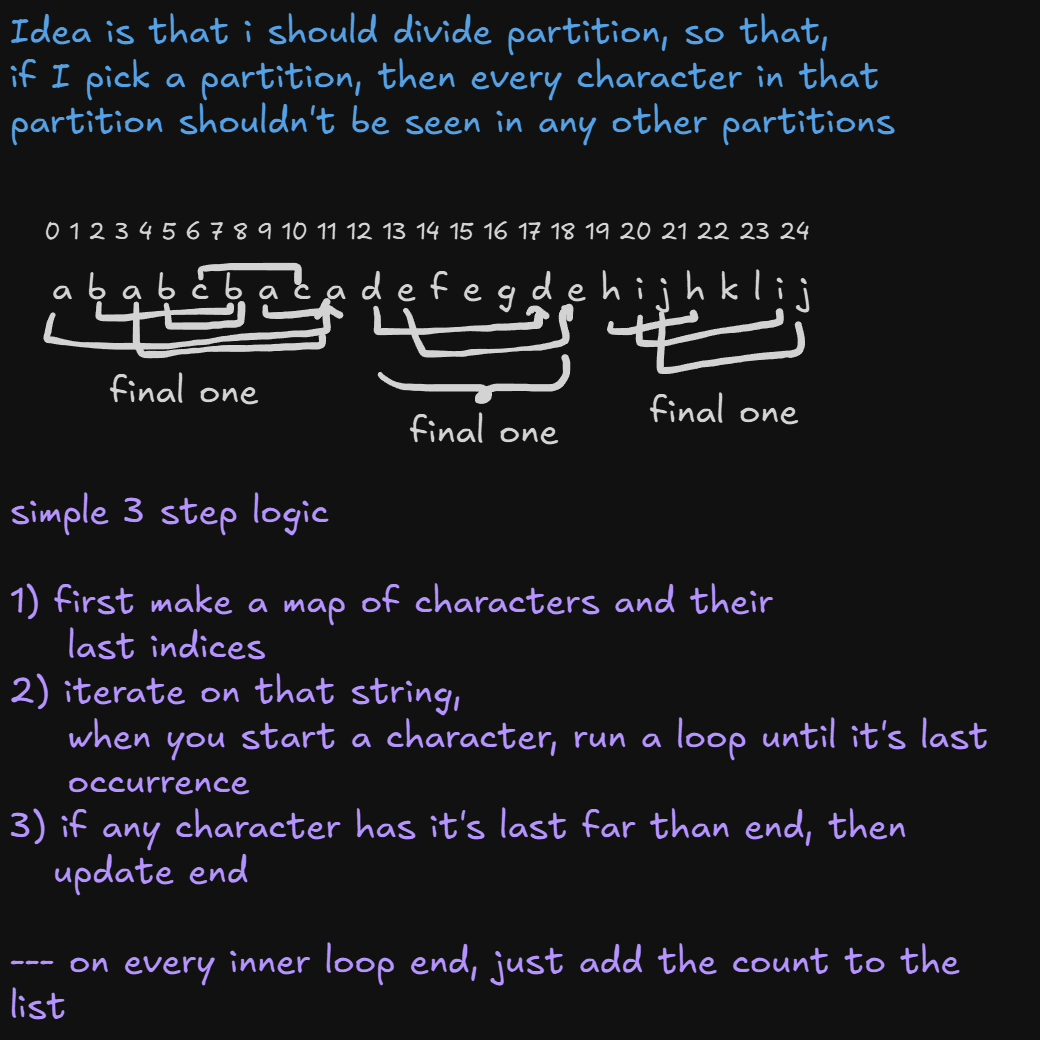 Idea is that i should divide partition, so that,
if I pick a partition, then every character in that
partition shouldn't be seen in any other partitions
0 1 2 3 4 5 6 7 8 9 10 11 12 13 14 15 16 17 18 19 20 21 22 23 24
a b a b c b a c a d e f e g d e h i j h k l i j
final one
final one
final one
simple 3 step logic
1) first make a map of characters and their
last indices
2) iterate on that string,
when you start a character, run a loop until it's last
occurrence
3) if any character has it's last far than end, then
update end
--- on every inner loop end, just add the count to the
list